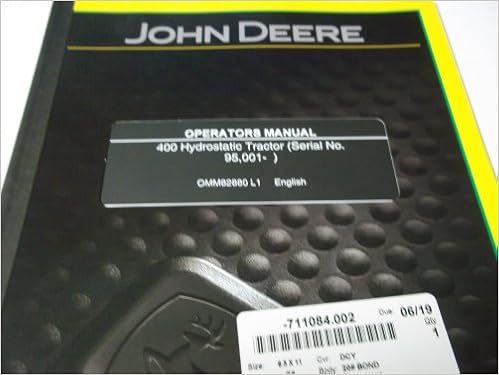 JOHN DEERE
OPERATORS MANUAL
400 Hydrostatic Tractor (Serial No.
95,001- )
OMM82880 L1 English
-711084.002
Due: 06/19
Qty
1
Size: 8.5 X 11 Cvr: DCY
Body: 20# BOND